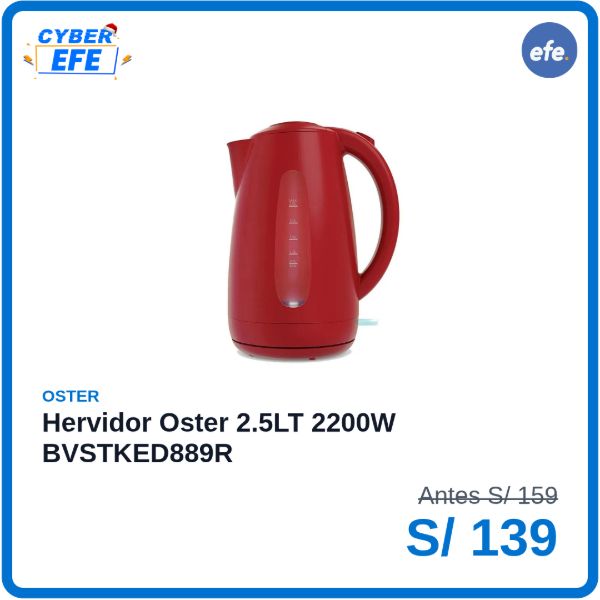 CYBER
EFE
efe.
OSTER
Hervidor Oster 2.5LT 2200W
BVSTKED889R
Antes S/ 159
S/ 139